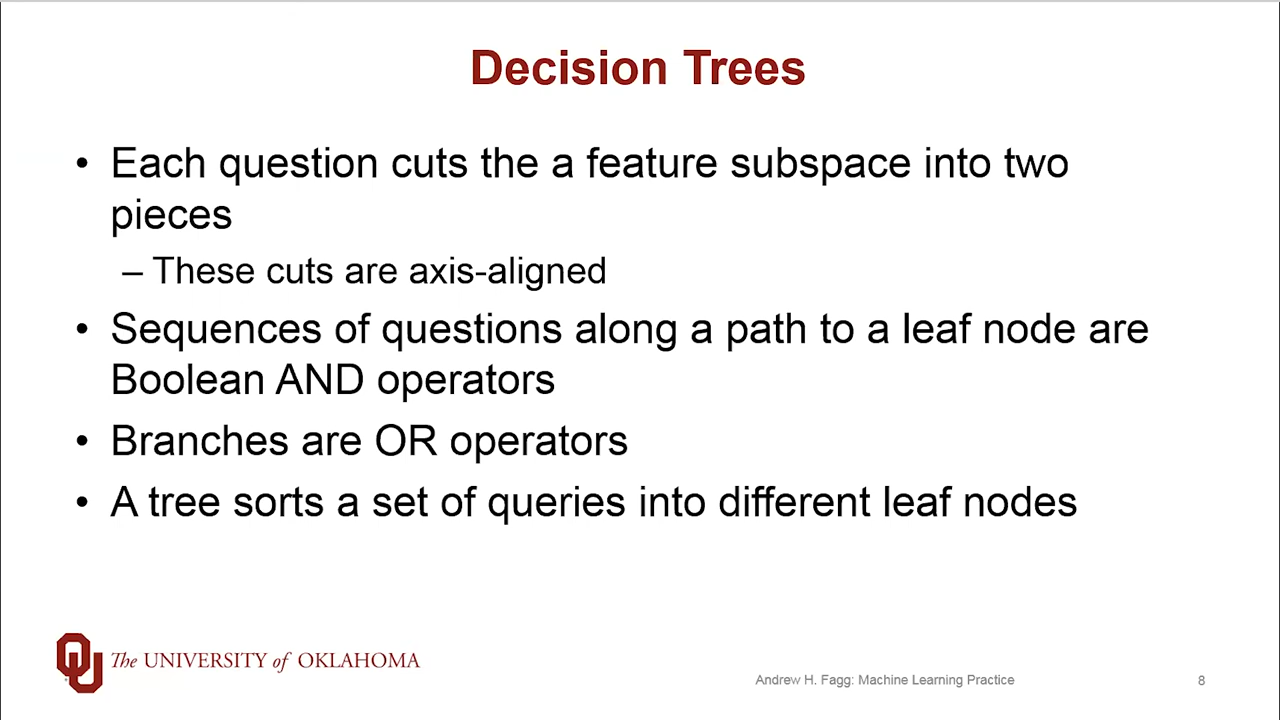 Decision Trees
• Each question cuts the a feature subspace into two
pieces
– These cuts are axis-aligned
• Sequences of questions along a path to a leaf node are
Boolean AND operators
• Branches are OR operators
• A tree sorts a set of queries into different leaf nodes
The UNIVERSITY of OKLAHOMA
Andrew H. Fagg: Machine Learning Practice
8